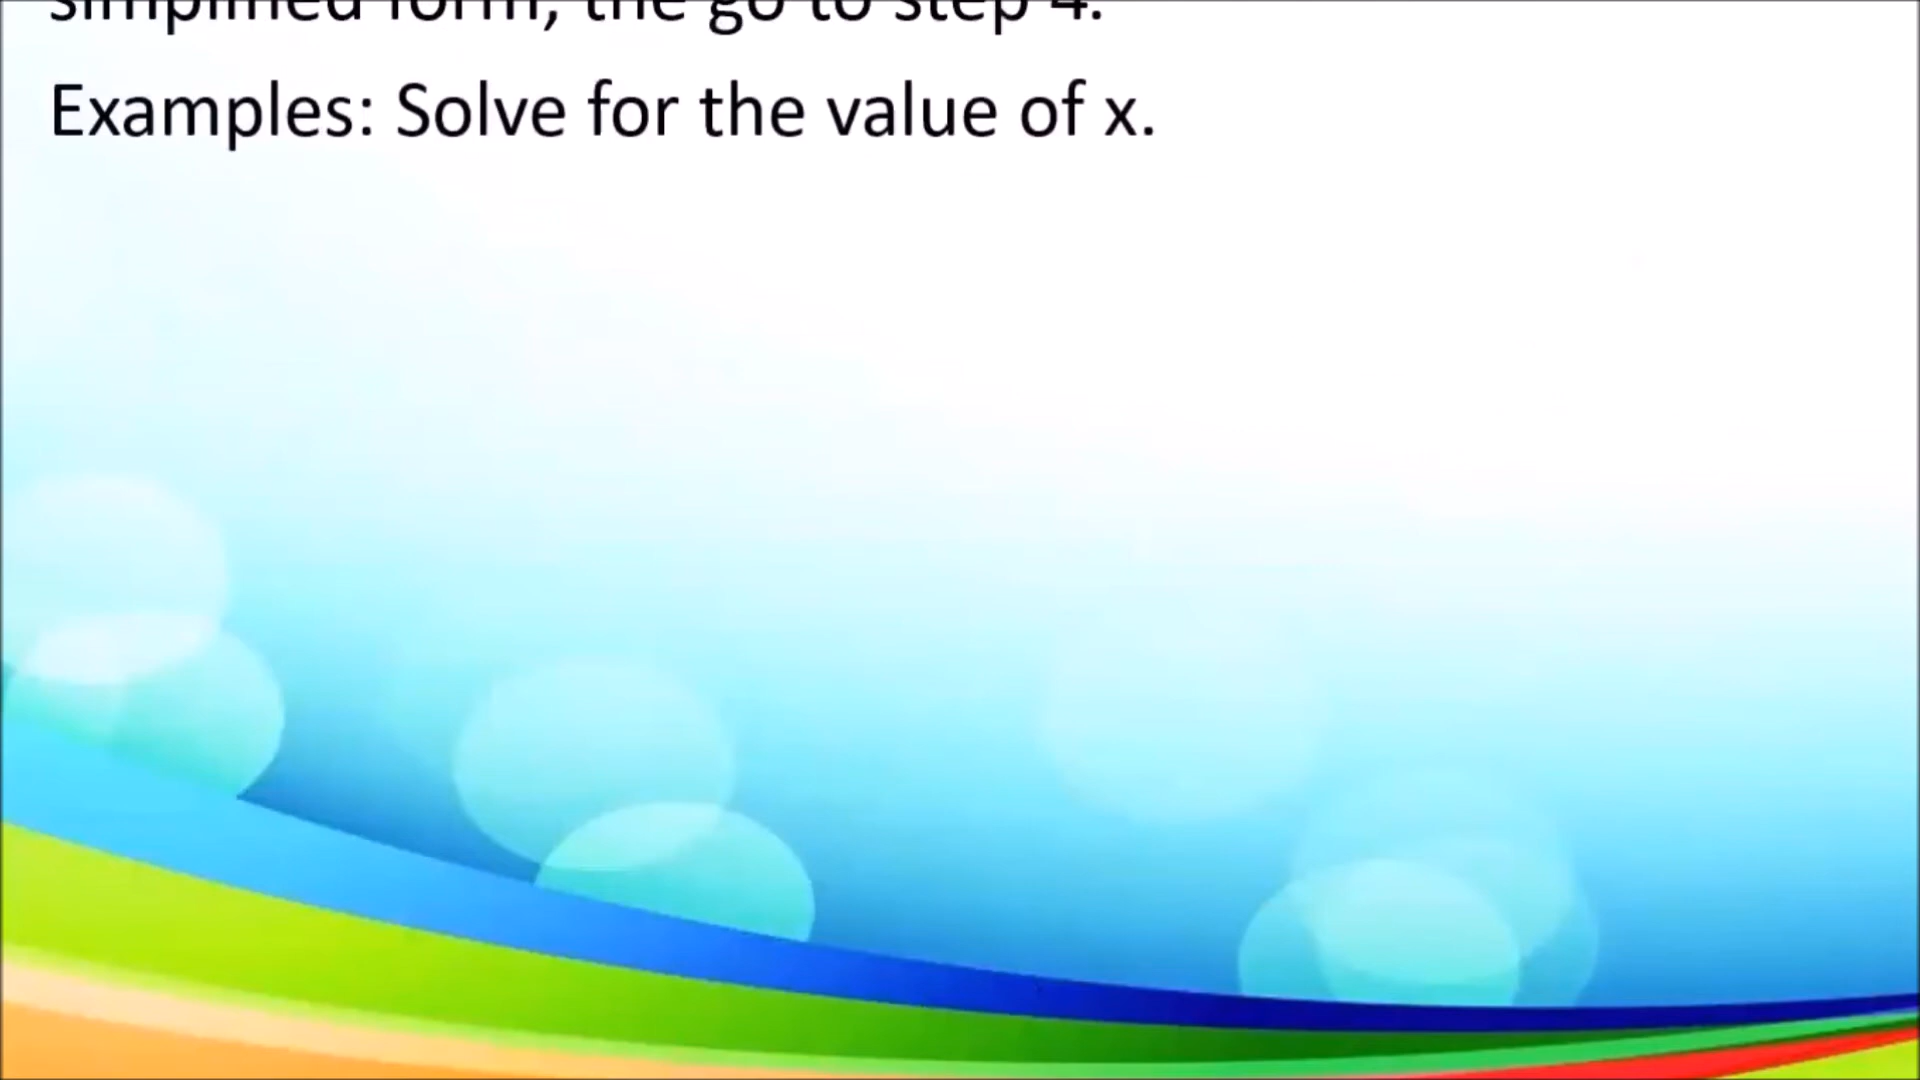 simplified form, the go to step 4.
Examples: Solve for the value of x.